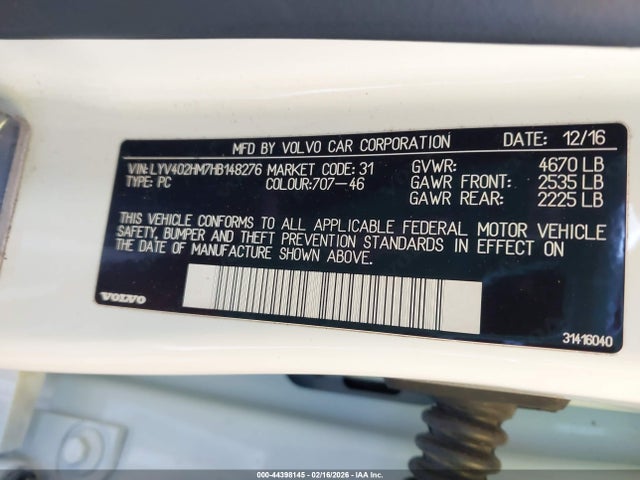 MFD BY VOLVO CAR CORPORATION DATE: 12/16
VIN: LYV402HM7HB148276 MARKET CODE: 31 GVWR: 4670 LB
TYPE: PC COLOUR: 707-46 GAWR FRONT: 2535 LB
GAWR REAR: 2225 LB
THIS VEHICLE CONFORMS TO ALL APPLICABLE FEDERAL MOTOR VEHICLE
SAFETY, BUMPER AND THEFT PREVENTION STANDARDS IN EFFECT ON
THE DATE OF MANUFACTURE SHOWN ABOVE.
VOLVO
31416040
000-44398145 - 02/16/2026 - IAA Inc.